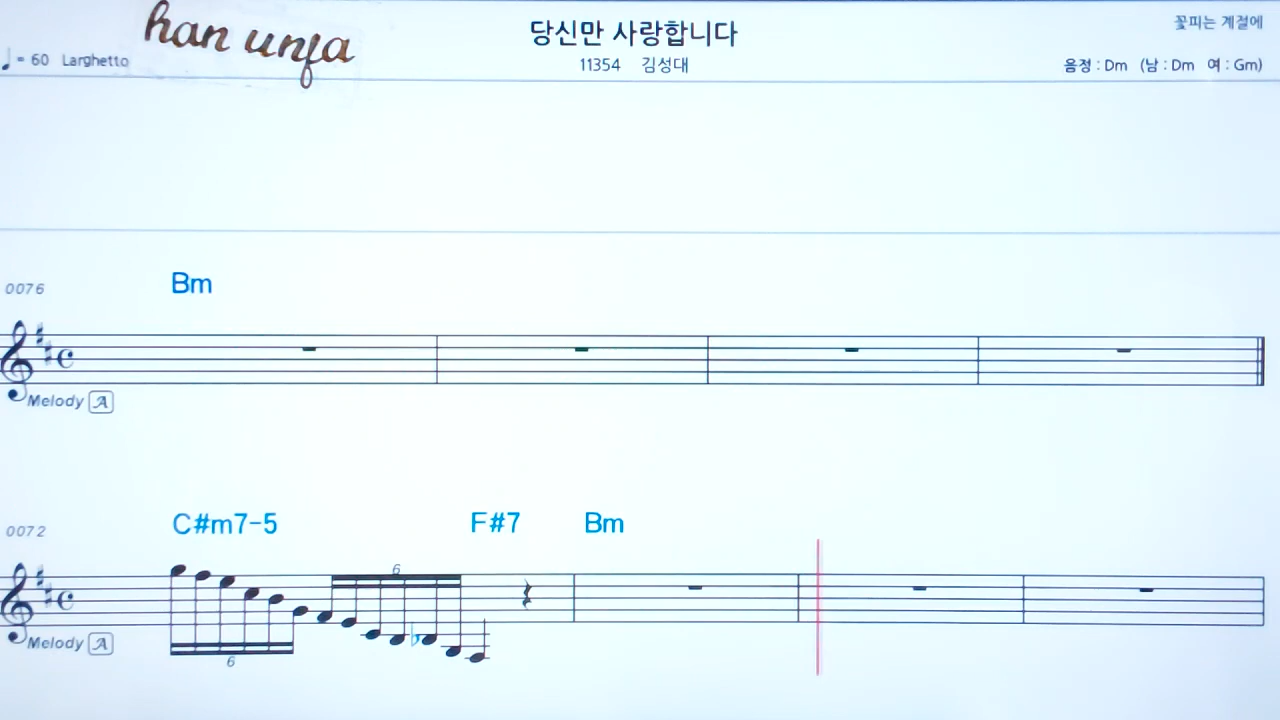 han unfa
당신만 사랑합니다
꽃피는 계절에
♩= 60 Larghetto
11354 김성대
음정 : Dm (남 : Dm 여 : Gm)
0076
Bm
Melody A
0072
C#m7-5 F#7 Bm
6
Melody A
6